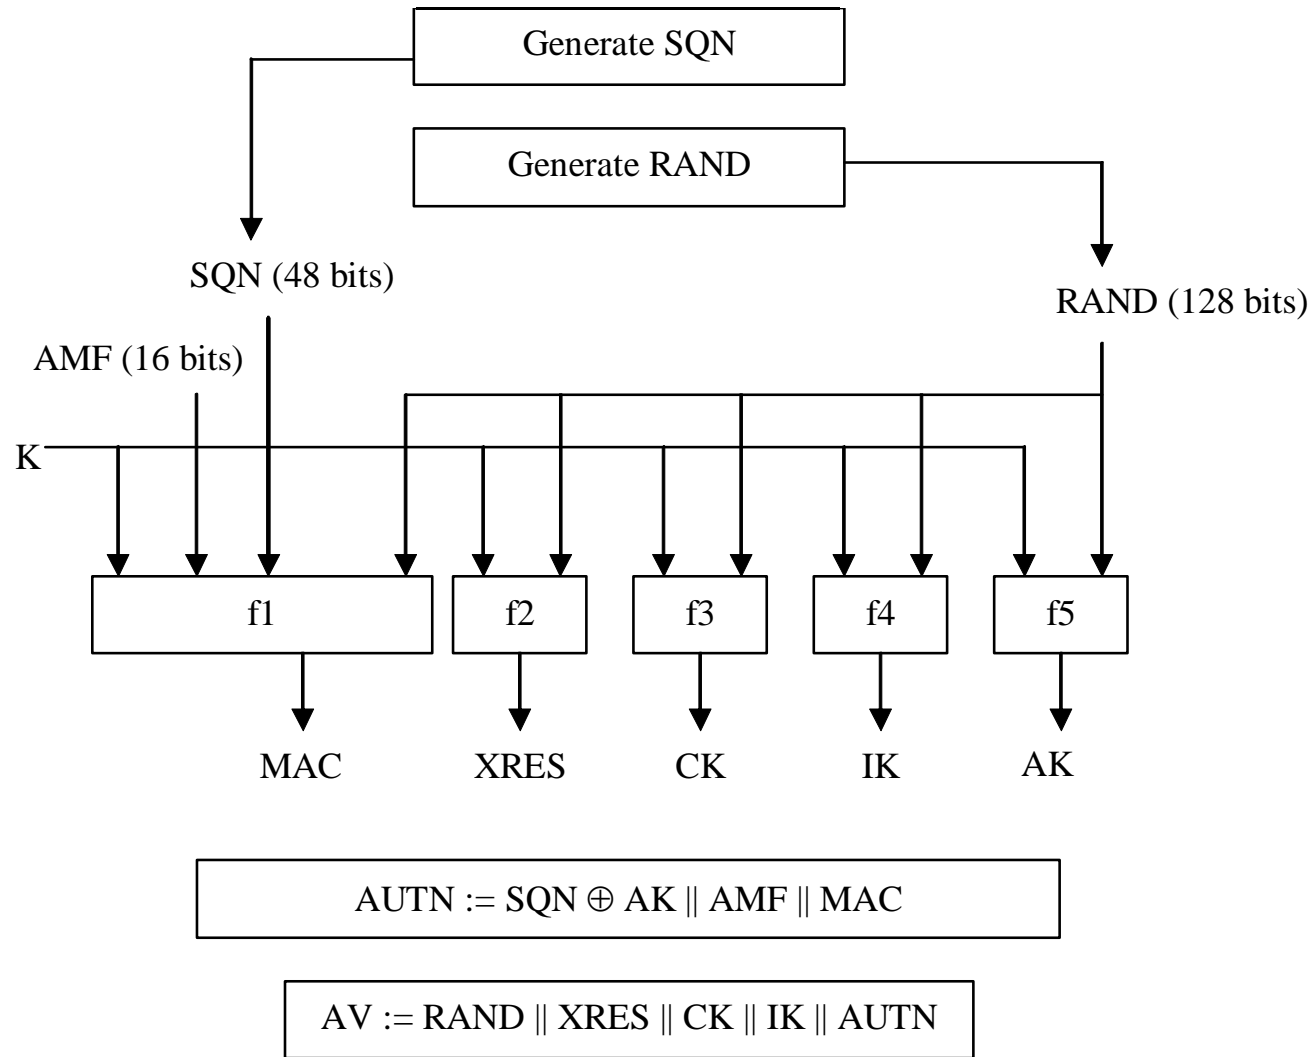 Generate SQN
Generate RAND
SQN (48 bits)
RAND (128 bits)
AMF (16 bits)
K
f1
f2
f3
f4
f5
MAC
XRES
CK
IK
AK
AUTN := SQN ⊕ AK || AMF || MAC
AV := RAND || XRES || CK || IK || AUTN